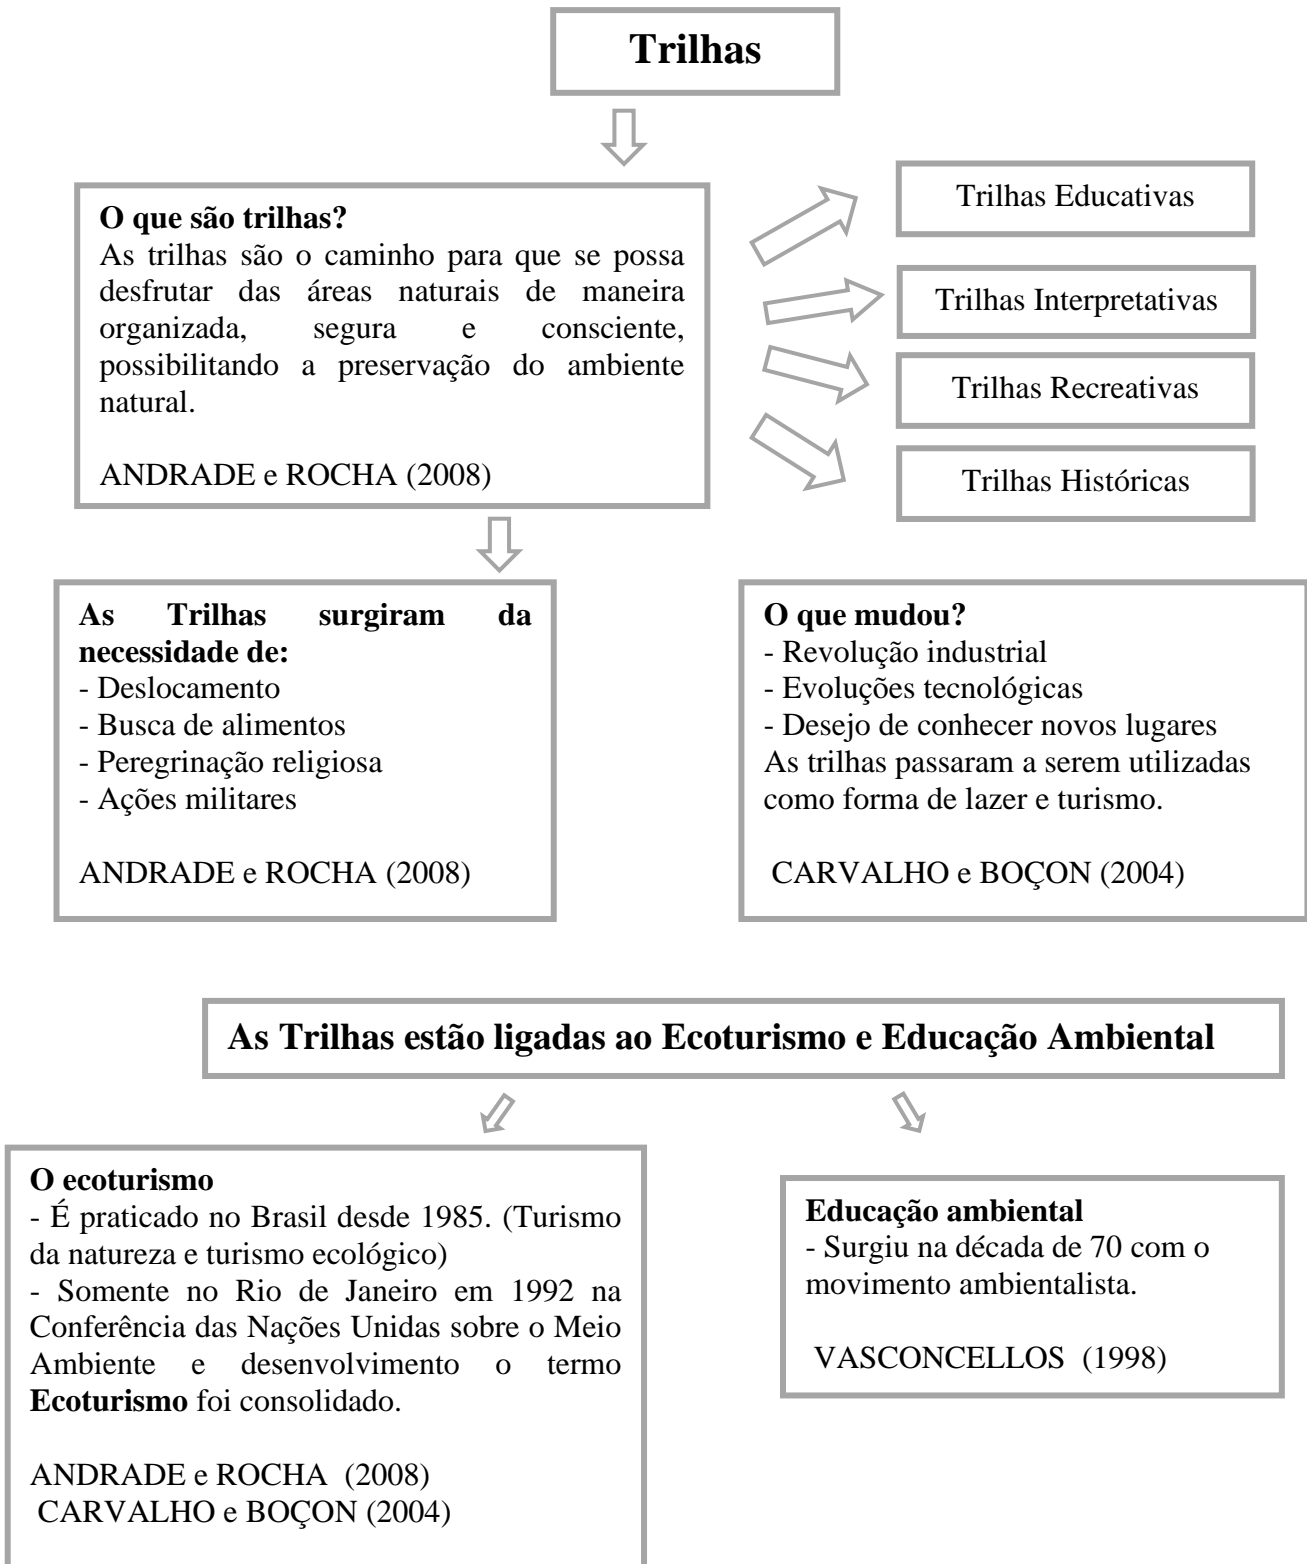 Trilhas
O que são trilhas?
As trilhas são o caminho para que se possa
desfrutar das áreas naturais de maneira
organizada, segura e consciente,
possibilitando a preservação do ambiente
natural.
ANDRADE e ROCHA (2008)
Trilhas Educativas
Trilhas Interpretativas
Trilhas Recreativas
Trilhas Históricas
As Trilhas surgiram da
necessidade de:
- Deslocamento
- Busca de alimentos
- Peregrinação religiosa
- Ações militares
ANDRADE e ROCHA (2008)
O que mudou?
- Revolução industrial
- Evoluções tecnológicas
- Desejo de conhecer novos lugares
As trilhas passaram a serem utilizadas
como forma de lazer e turismo.
CARVALHO e BOÇON (2004)
As Trilhas estão ligadas ao Ecoturismo e Educação Ambiental
O ecoturismo
- É praticado no Brasil desde 1985. (Turismo
da natureza e turismo ecológico)
- Somente no Rio de Janeiro em 1992 na
Conferência das Nações Unidas sobre o Meio
Ambiente e desenvolvimento o termo
Ecoturismo foi consolidado.
ANDRADE e ROCHA (2008)
CARVALHO e BOÇON (2004)
Educação ambiental
- Surgiu na década de 70 com o
movimento ambientalista.
VASCONCELLOS (1998)